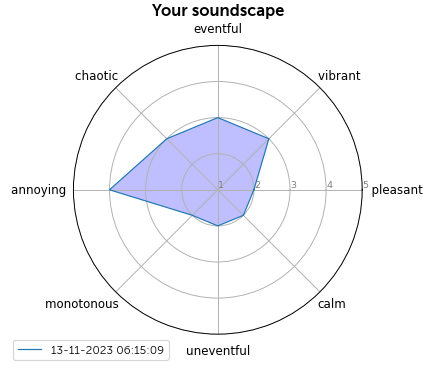 Your soundscape
eventful
chaotic
vibrant
annoying
1
2
3
4
5
pleasant
monotonous
calm
13-11-2023 06:15:09
uneventful